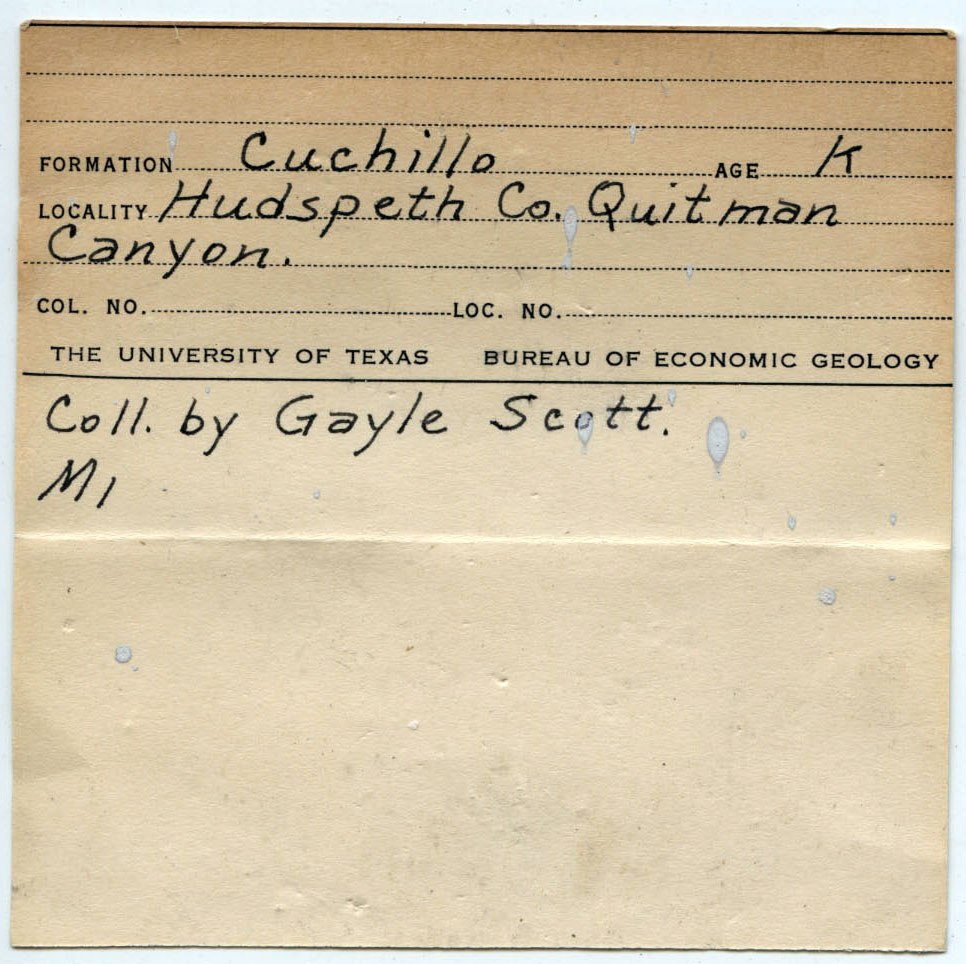 FORMATION Cuchillo AGE K
LOCALITY Hudspeth Co. Quitman
Canyon.
COL. NO. LOC. NO.
THE UNIVERSITY OF TEXAS BUREAU OF ECONOMIC GEOLOGY
Coll. by Gayle Scott.
M1